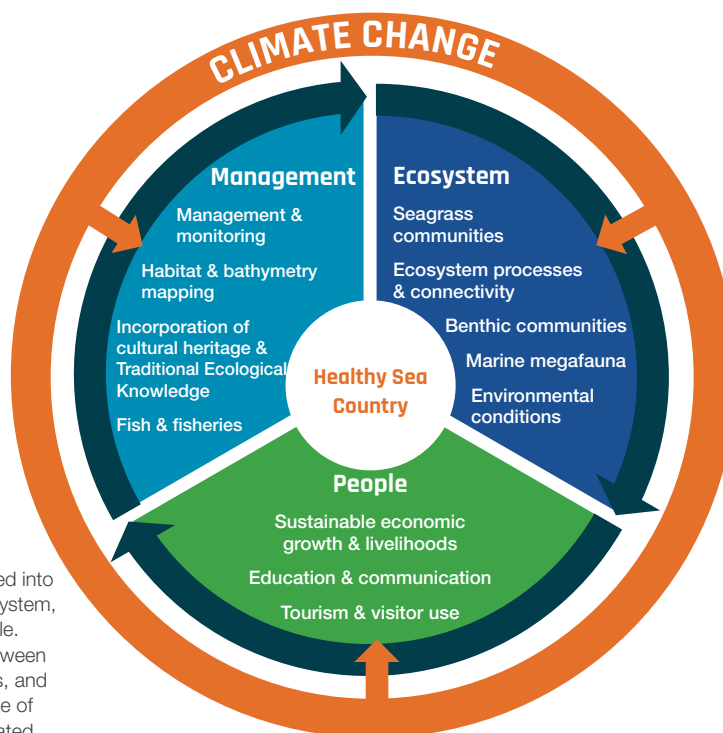 CLIMATE CHANGE
Management
Management &
monitoring
Habitat & bathymetry
mapping
Incorporation of
cultural heritage &
Traditional Ecological
Knowledge
Fish & fisheries
Ecosystem
Seagrass
communities
Ecosystem processes
& connectivity
Benthic communities
Marine megafauna
Environmental
conditions
Healthy Sea
Country
People
Sustainable economic
growth & livelihoods
Education & communication
Tourism & visitor use
ed into
ystem,
le.
ween
s, and
e of
ated